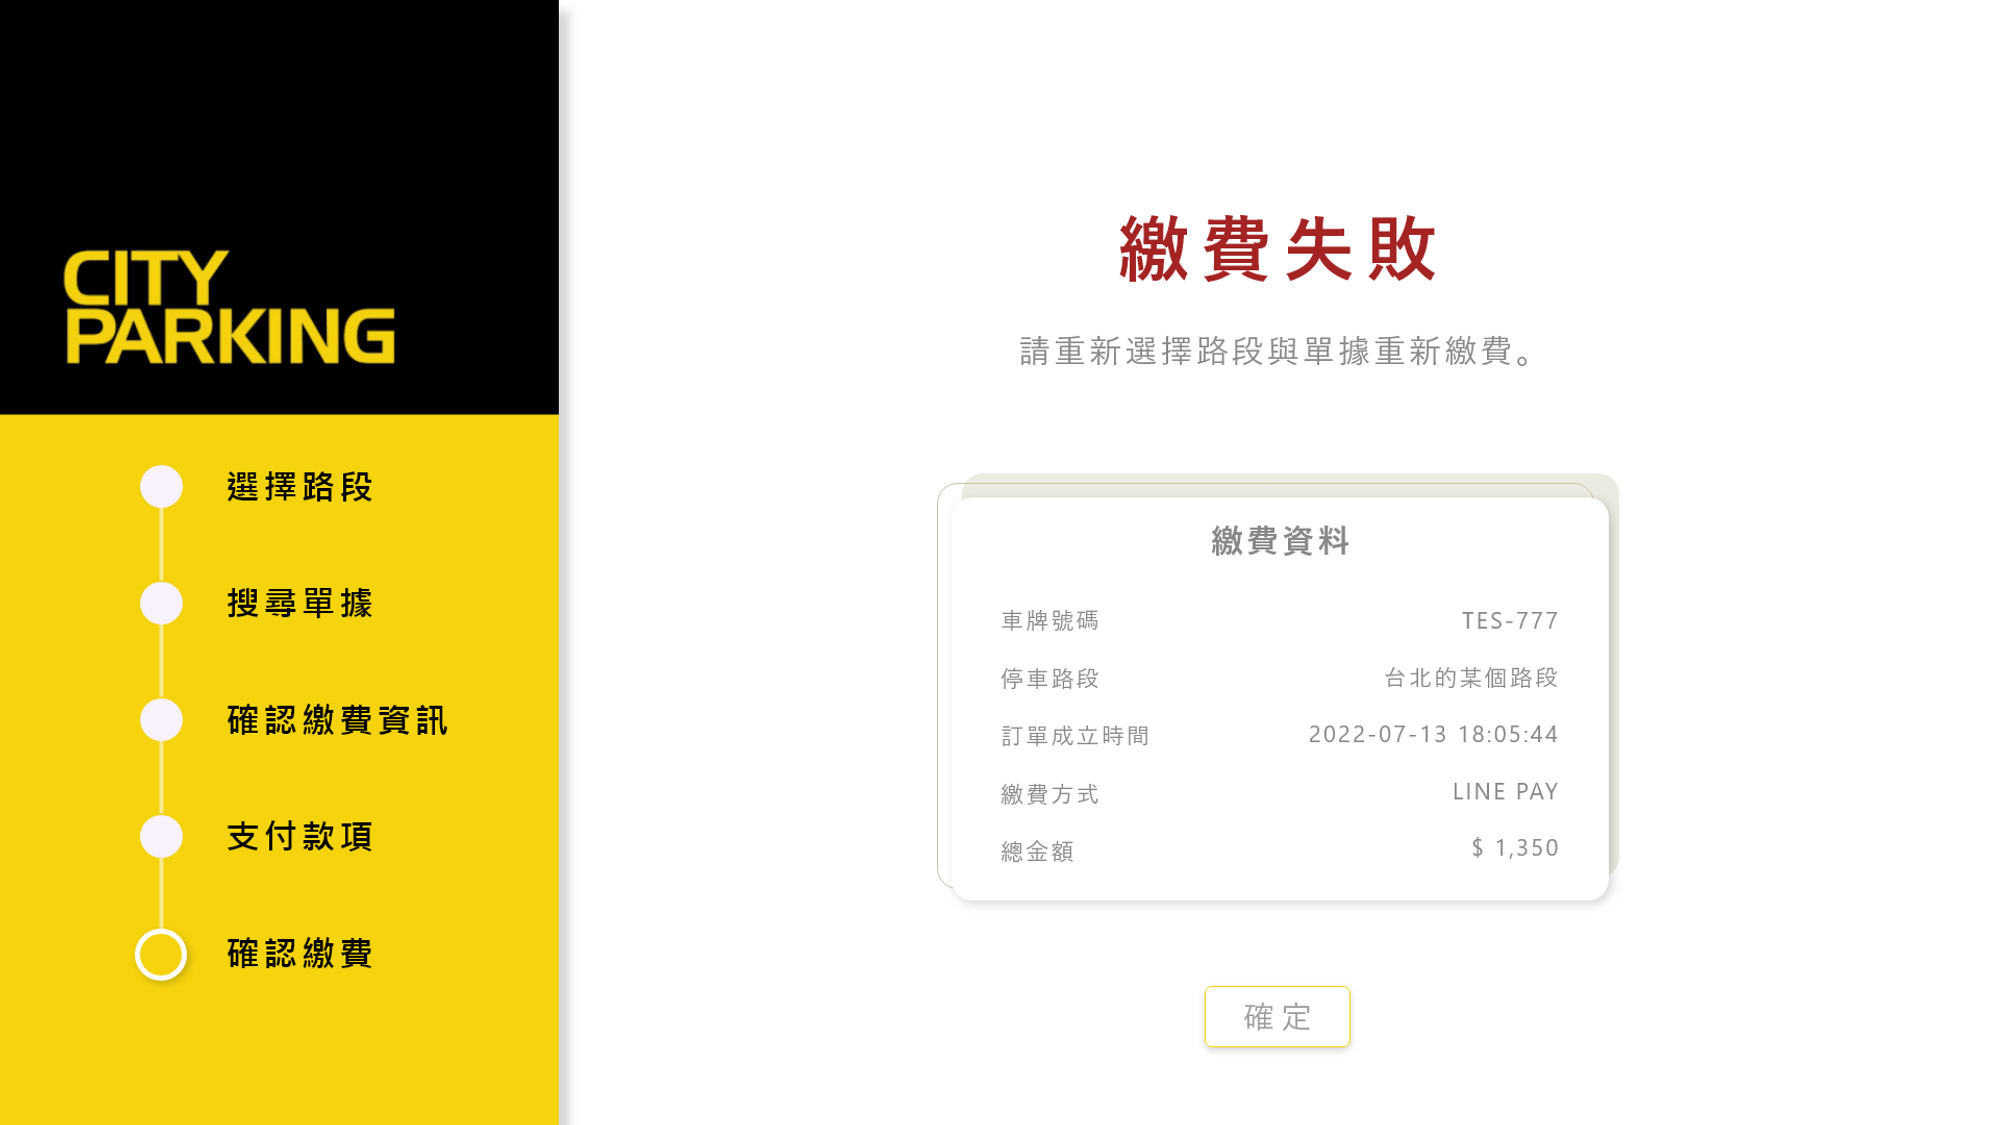 CITY
PARKING
選擇路段
搜尋單據
確認繳費資訊
支付款項
確認繳費
繳費失敗
請重新選擇路段與單據重新繳費。
繳費資料
車牌號碼 TES-777
停車路段 台北的某個路段
訂單成立時間 2022-07-13 18:05:44
繳費方式 LINE PAY
總金額 $ 1,350
確定